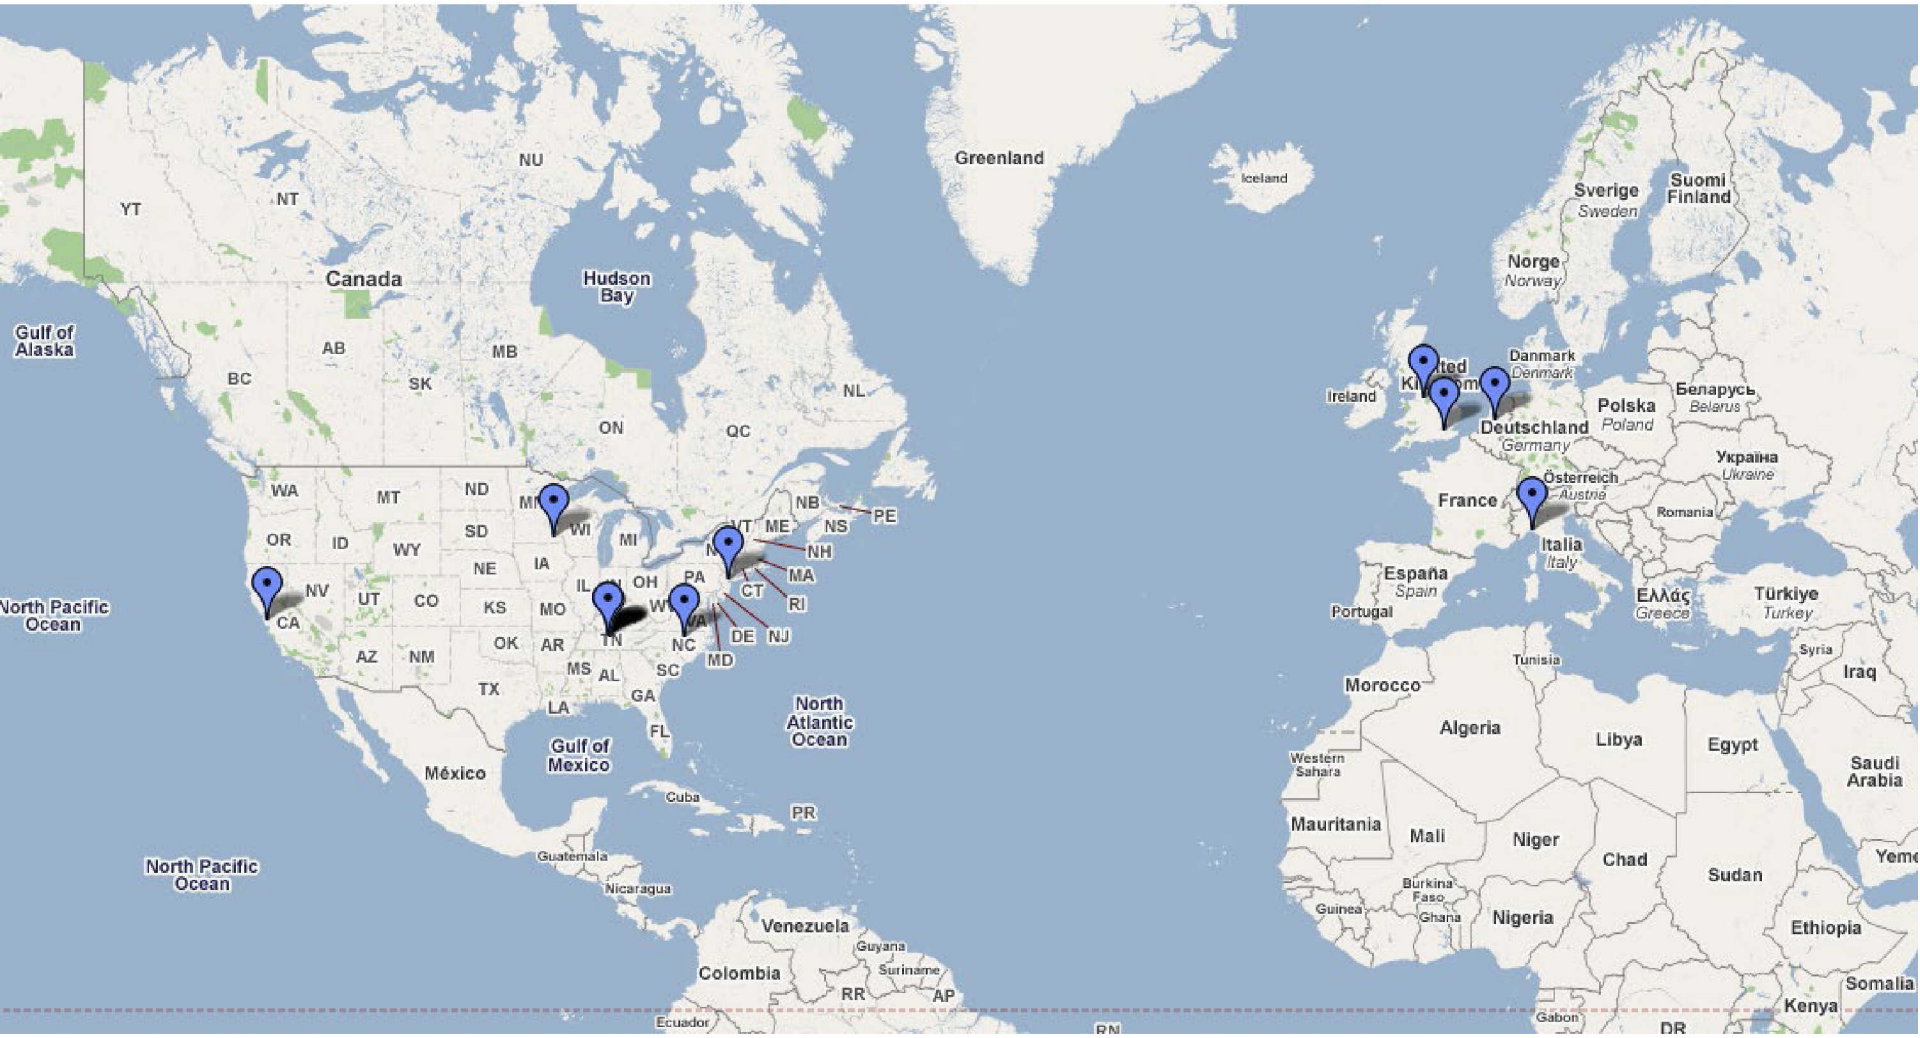 Greenland
Iceland
NU
YT
NT
Canada
Hudson
Bay
Gulf of
Alaska
AB
MB
BC
SK
NL
ON
QC
WA
MT
ND
OR
ID
WY
SD
WI
MI
VT
ME
NB
NS
PE
NH
MA
CT
RI
NV
UT
CO
NE
IA
IL
OH
PA
KS
MO
CA
AZ
NM
OK
AR
TN
NC
VA
DE
NJ
MD
TX
MS
AL
SC
GA
LA
FL
North Pacific
Ocean
North
Atlantic
Ocean
Gulf of
Mexico
México
Cuba
PR
Guatemala
Nicaragua
North Pacific
Ocean
Venezuela
Guyana
Colombia
Suriname
RR
AP
Ecuador
RN
Sverige
Sweden
Suomi
Finland
Norge
Norway
Danmark
Denmark
Ireland
Беларусь
Belarus
Polska
Poland
Deutschland
Germany
Україна
Ukraine
Österreich
Austria
France
Romania
Italia
Italy
España
Spain
Portugal
Ελλάς
Greece
Türkiye
Turkey
Syria
Iraq
Tunisia
Morocco
Algeria
Libya
Egypt
Western
Sahara
Saudi
Arabia
Mauritania
Mali
Niger
Chad
Sudan
Yeme
Burkina
Faso
Guinea
Ghana
Nigeria
Ethiopia
Somalia
Kenya
Gabon
DR